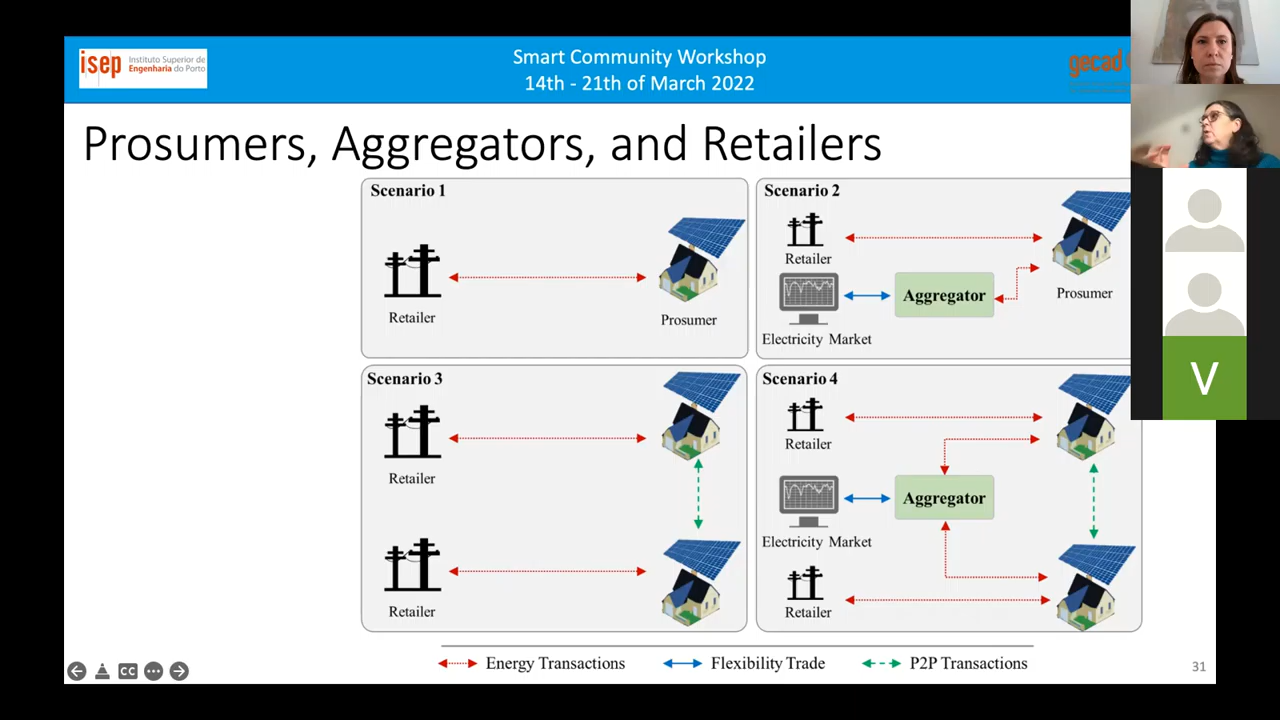 isep Instituto Superior de
Engenharia do Porto
Smart Community Workshop
14th - 21th of March 2022
gecad
Prosumers, Aggregators, and Retailers
Scenario 1
Retailer
Prosumer
Scenario 2
Retailer
Electricity Market
Aggregator
Prosumer
Scenario 3
Retailer
Retailer
Scenario 4
Retailer
Electricity Market
Aggregator
Retailer
Energy Transactions
Flexibility Trade
P2P Transactions
CC
31
V